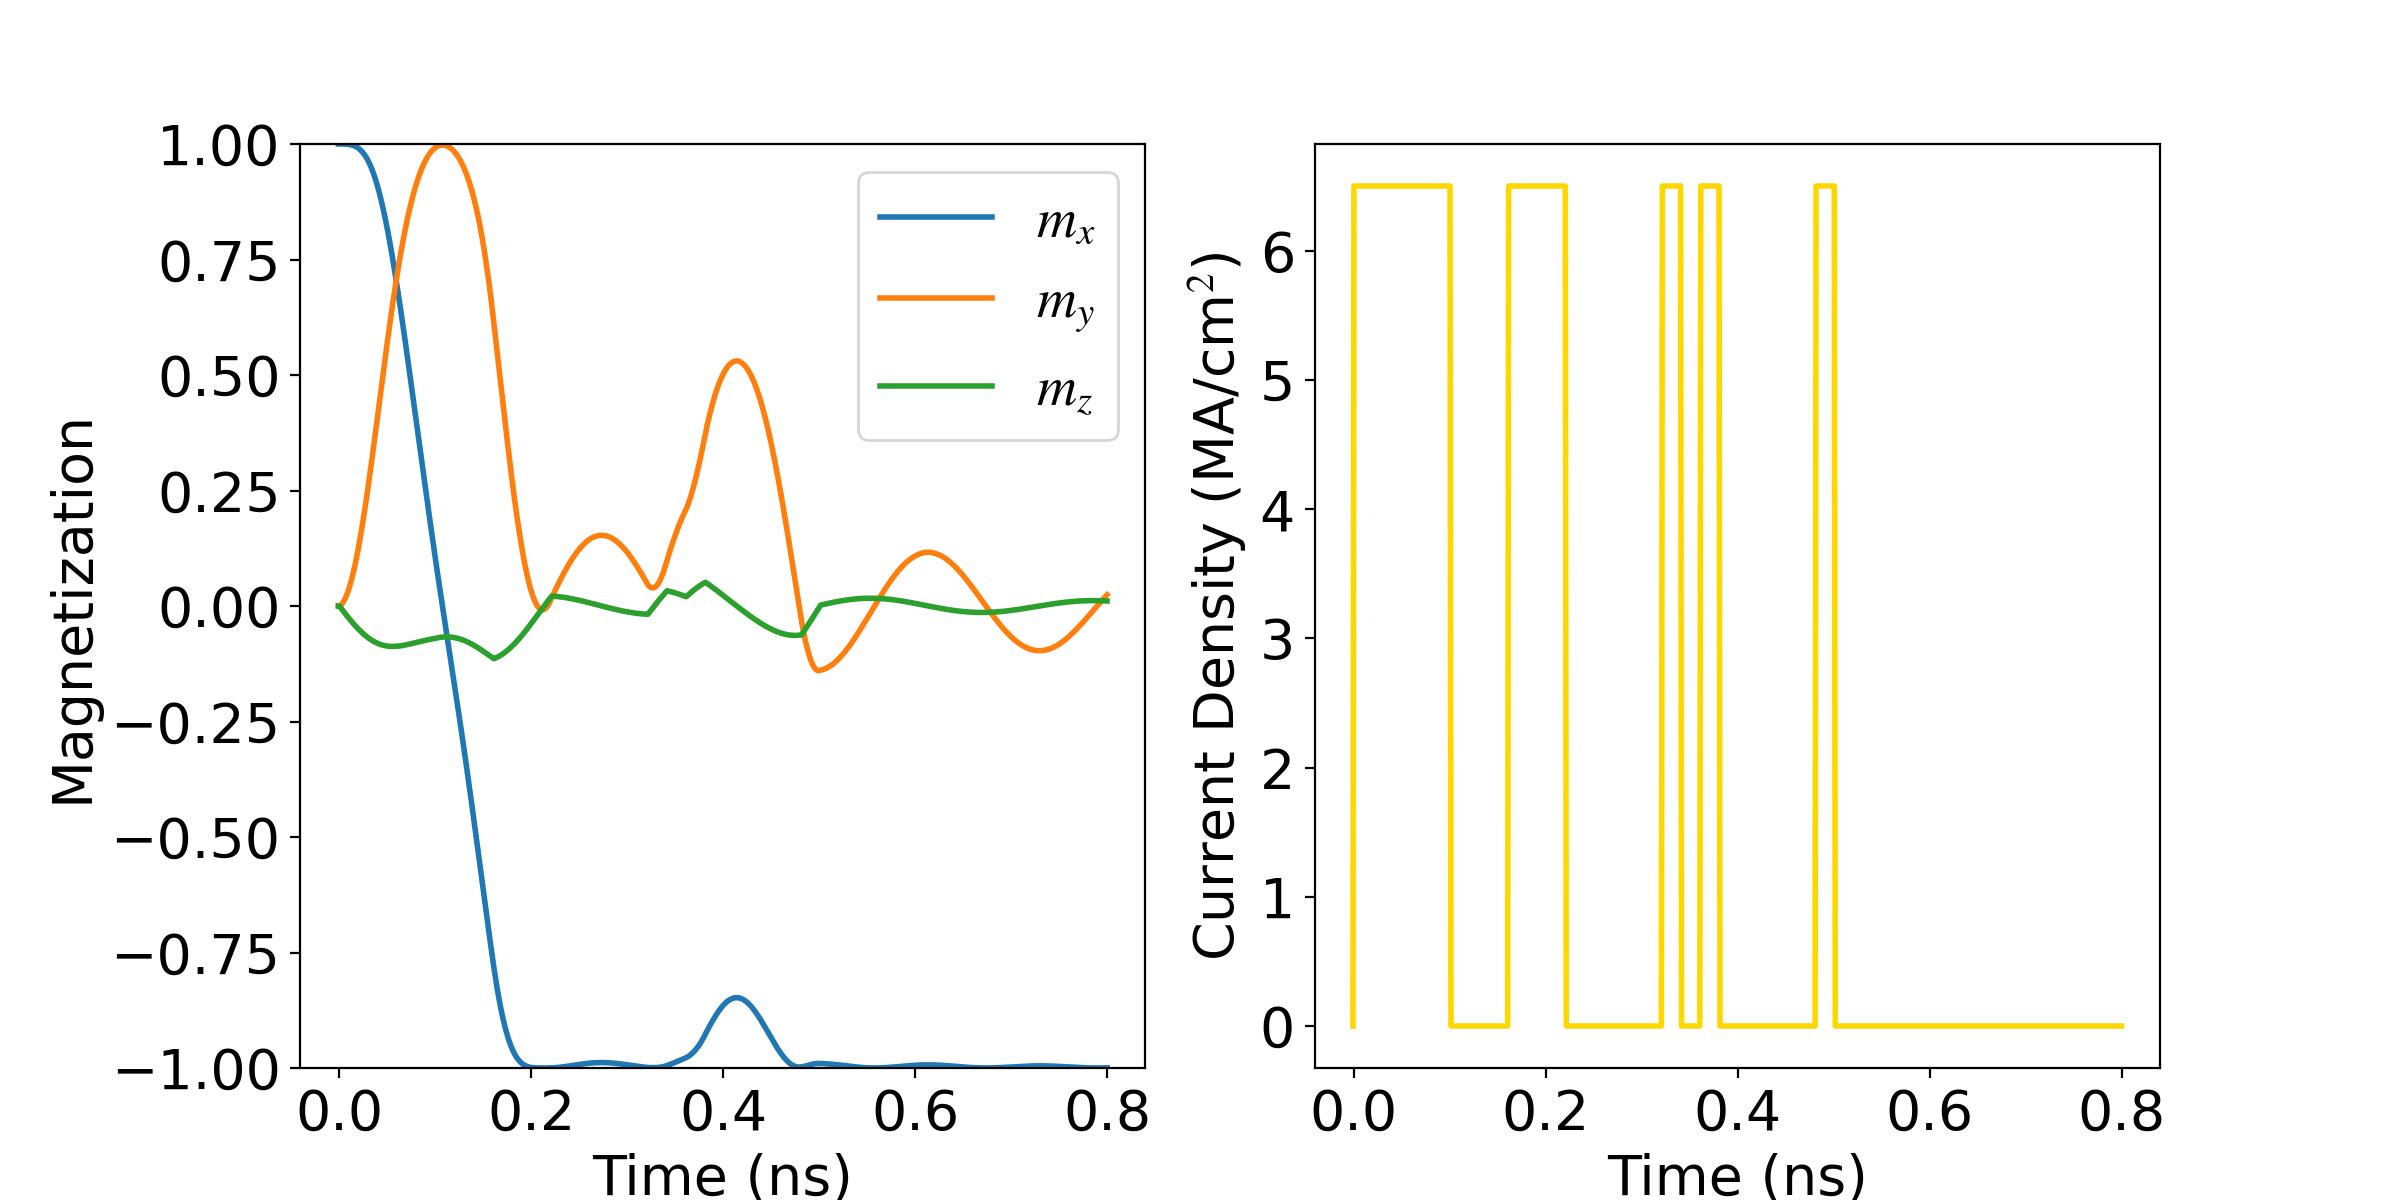 Magnetization
1.00
0.75
0.50
0.25
0.00
−0.25
−0.50
−0.75
−1.00
0.0 0.2 0.4 0.6 0.8
Time (ns)
m_x
m_y
m_z
Current Density (MA/cm²)
6
5
4
3
2
1
0
0.0 0.2 0.4 0.6 0.8
Time (ns)